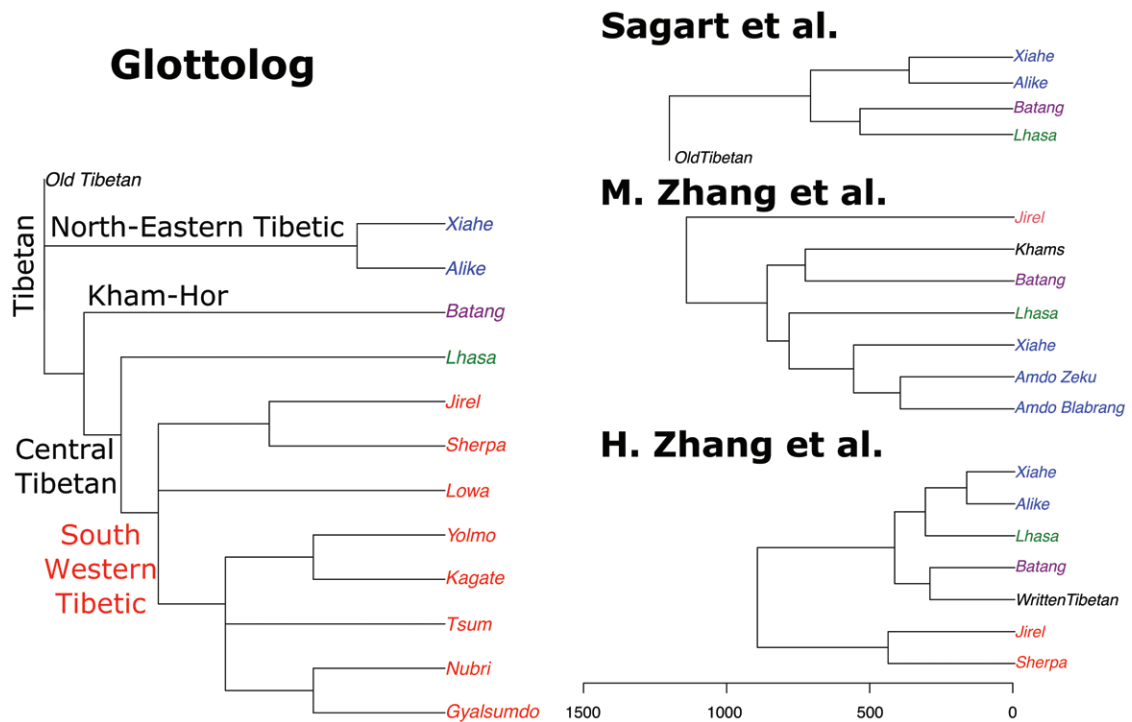 Glottolog
Old Tibetan
Tibetan
North-Eastern Tibetic
Xiahe
Alike
Kham-Hor
Batang
Lhasa
Central
Tibetan
Jirel
Sherpa
Lowa
South
Western
Tibetic
Yolmo
Kagate
Tsum
Nubri
Gyalsumdo
Sagart et al.
Xiahe
Alike
Batang
Lhasa
OldTibetan
M. Zhang et al.
Jirel
Khams
Batang
Lhasa
Xiahe
Amdo Zeku
Amdo Blabrang
H. Zhang et al.
Xiahe
Alike
Lhasa
Batang
WrittenTibetan
Jirel
Sherpa
1500 1000 500 0